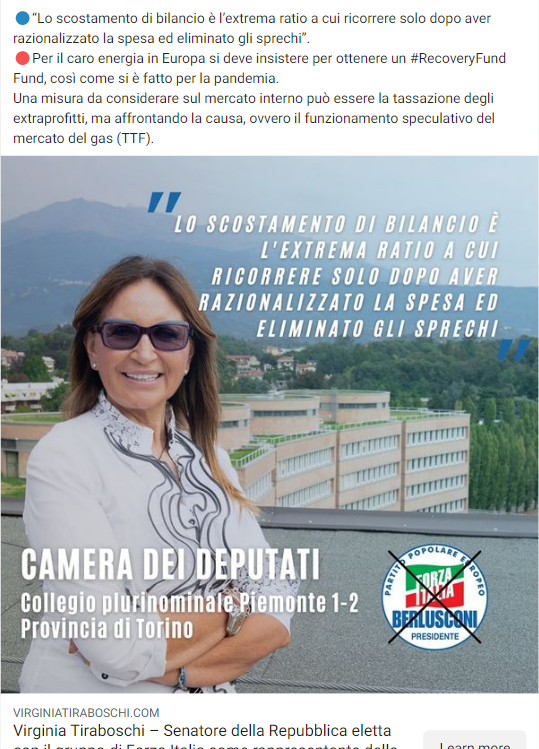 “Lo scostamento di bilancio è l’extrema ratio a cui ricorrere solo dopo aver
razionalizzato la spesa ed eliminato gli sprechi”.
Per il caro energia in Europa si deve insistere per ottenere un #RecoveryFund
Fund, così come si è fatto per la pandemia.
Una misura da considerare sul mercato interno può essere la tassazione degli
extraprofitti, ma affrontando la causa, ovvero il funzionamento speculativo del
mercato del gas (TTF).
"LO SCOSTAMENTO DI BILANCIO È
L'EXTREMA RATIO A CUI
RICORRERE SOLO DOPO AVER
RAZIONALIZZATO LA SPESA ED
ELIMINATO GLI SPRECHI"
CAMERA DEI DEPUTATI
Collegio plurinominale Piemonte 1-2
Provincia di Torino
PARTITO POPOLARE EUROPEO
FORZA
ITALIA
BERLUSCONI
PRESIDENTE
VIRGINIATIRABOSCHI.COM
Virginia Tiraboschi – Senatore della Repubblica eletta
con il gruppo di Forza Italia come rappresentante della
Learn more